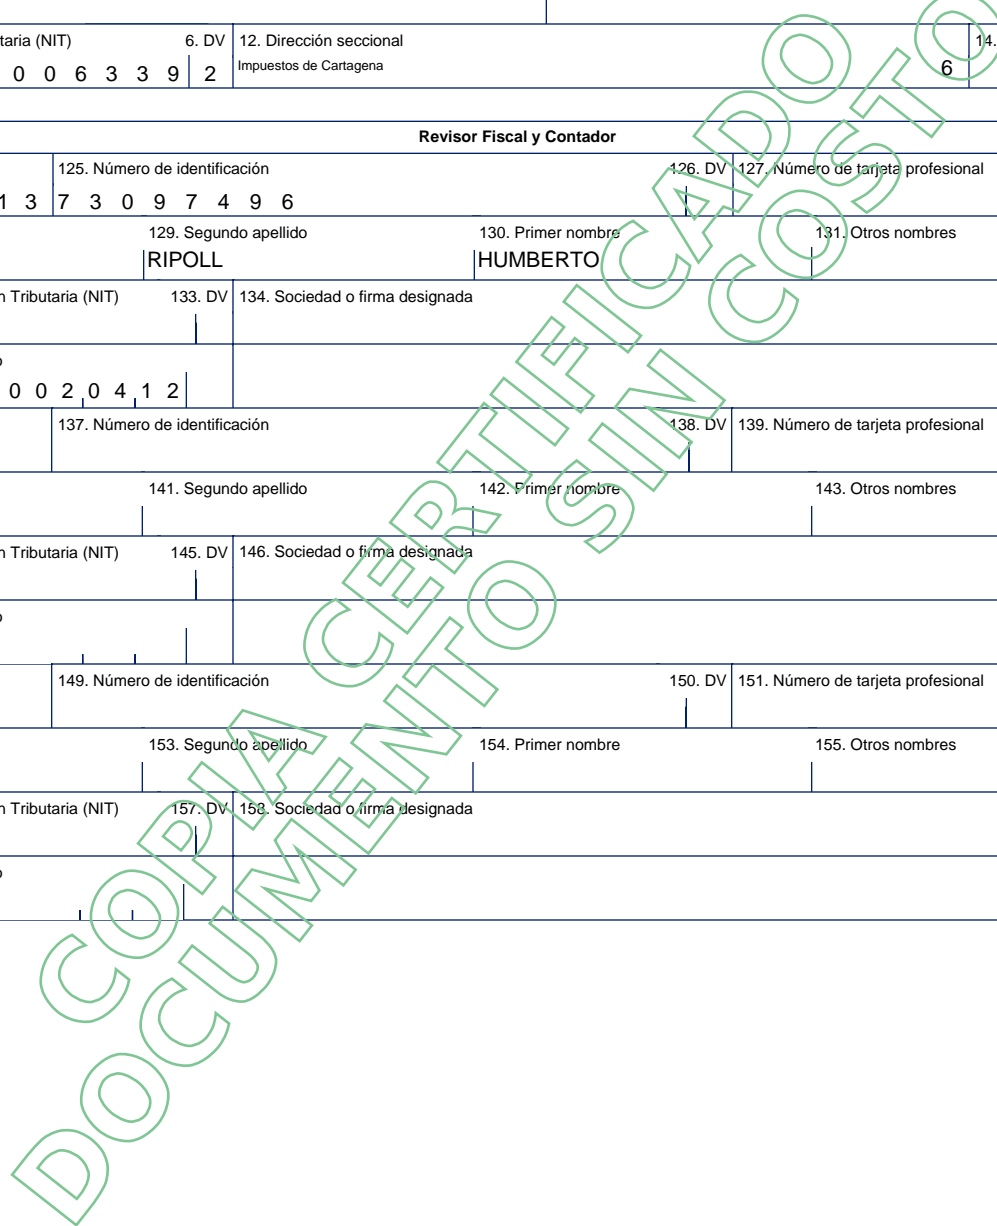 taria (NIT) 6. DV 12. Dirección seccional 14.
0 0 6 3 3 9 2 Impuestos de Cartagena 6
Revisor Fiscal y Contador
125. Número de identificación 126. DV 127. Número de tarjeta profesional
1 3 7 3 0 9 7 4 9 6
129. Segundo apellido 130. Primer nombre 131. Otros nombres
RIPOLL HUMBERTO
n Tributaria (NIT) 133. DV 134. Sociedad o firma designada
o
0 0 2 0 4 1 2
137. Número de identificación 138. DV 139. Número de tarjeta profesional
141. Segundo apellido 142. Primer nombre 143. Otros nombres
n Tributaria (NIT) 145. DV 146. Sociedad o firma designada
o
149. Número de identificación 150. DV 151. Número de tarjeta profesional
153. Segundo apellido 154. Primer nombre 155. Otros nombres
n Tributaria (NIT) 157. DV 158. Sociedad o firma designada
o
COPIA CERTIFICADO
DOCUMENTO SIN COSTO